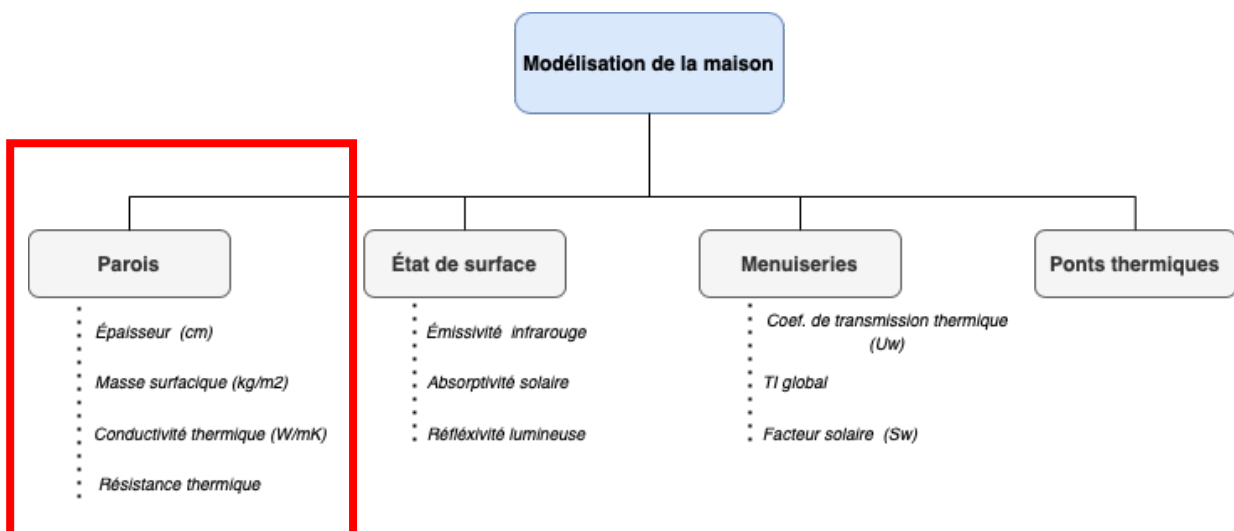 Modélisation de la maison
Parois
Épaisseur (cm)
Masse surfacique (kg/m2)
Conductivité thermique (W/mK)
Résistance thermique
État de surface
Émissivité infrarouge
Absorptivité solaire
Réfléxivité lumineuse
Menuiseries
Coef. de transmission thermique
(Uw)
TI global
Facteur solaire (Sw)
Ponts thermiques